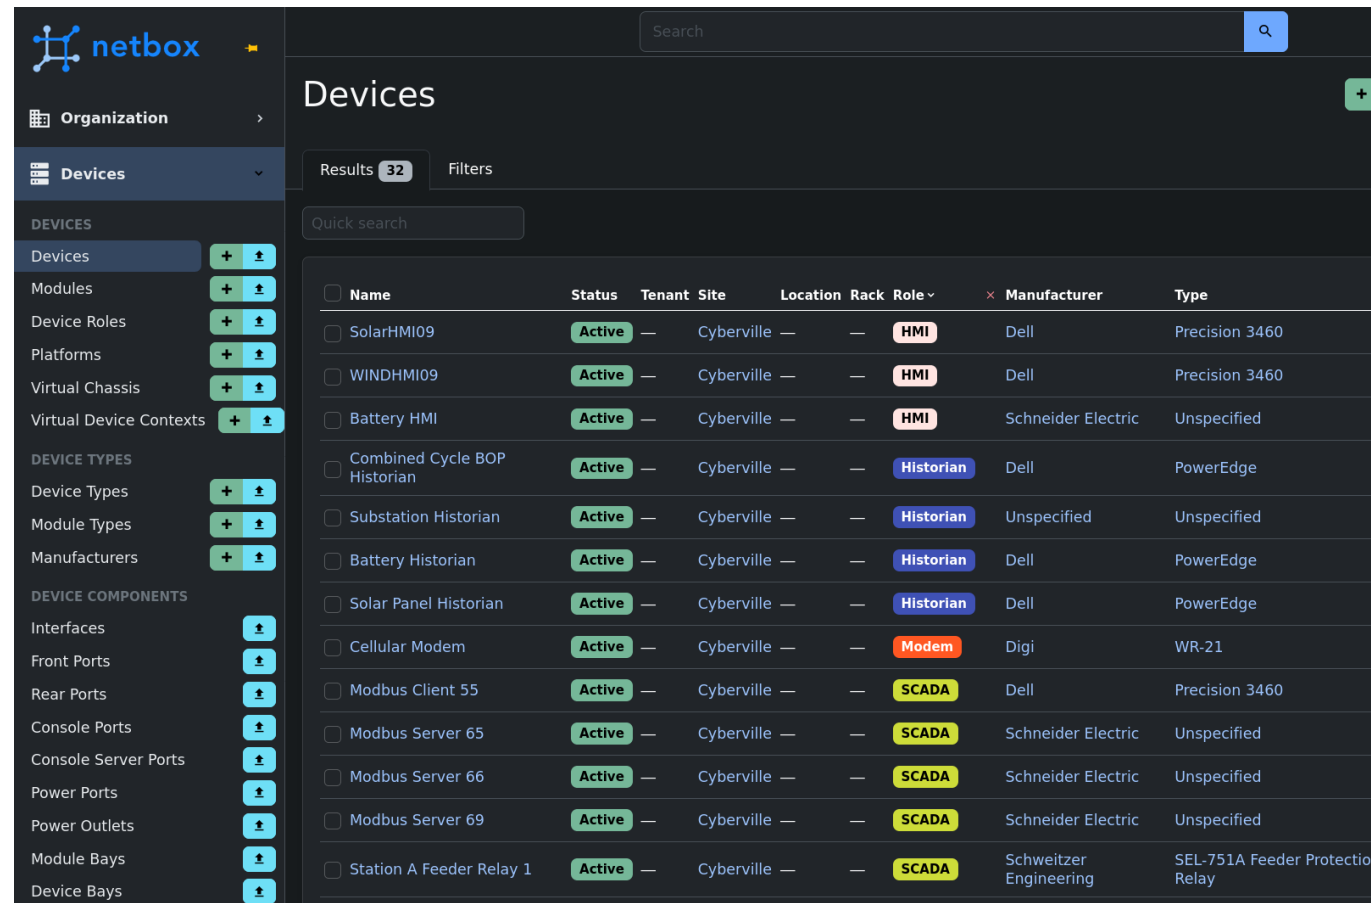 netbox
Search
Organization
Devices
Devices
Results 32
Filters
DEVICES
Devices
Modules
Device Roles
Platforms
Virtual Chassis
Virtual Device Contexts
DEVICE TYPES
Device Types
Module Types
Manufacturers
DEVICE COMPONENTS
Interfaces
Front Ports
Rear Ports
Console Ports
Console Server Ports
Power Ports
Power Outlets
Module Bays
Device Bays
Quick search
Name Status Tenant Site Location Rack Role Manufacturer Type
SolarHMI09 Active — Cyberville — — HMI Dell Precision 3460
WINDHMI09 Active — Cyberville — — HMI Dell Precision 3460
Battery HMI Active — Cyberville — — HMI Schneider Electric Unspecified
Combined Cycle BOP
Historian Active — Cyberville — — Historian Dell PowerEdge
Substation Historian Active — Cyberville — — Historian Unspecified Unspecified
Battery Historian Active — Cyberville — — Historian Dell PowerEdge
Solar Panel Historian Active — Cyberville — — Historian Dell PowerEdge
Cellular Modem Active — Cyberville — — Modem Digi WR-21
Modbus Client 55 Active — Cyberville — — SCADA Dell Precision 3460
Modbus Server 65 Active — Cyberville — — SCADA Schneider Electric Unspecified
Modbus Server 66 Active — Cyberville — — SCADA Schneider Electric Unspecified
Modbus Server 69 Active — Cyberville — — SCADA Schneider Electric Unspecified
Station A Feeder Relay 1 Active — Cyberville — — SCADA Schweitzer
Engineering SEL-751A Feeder Protectio
Relay